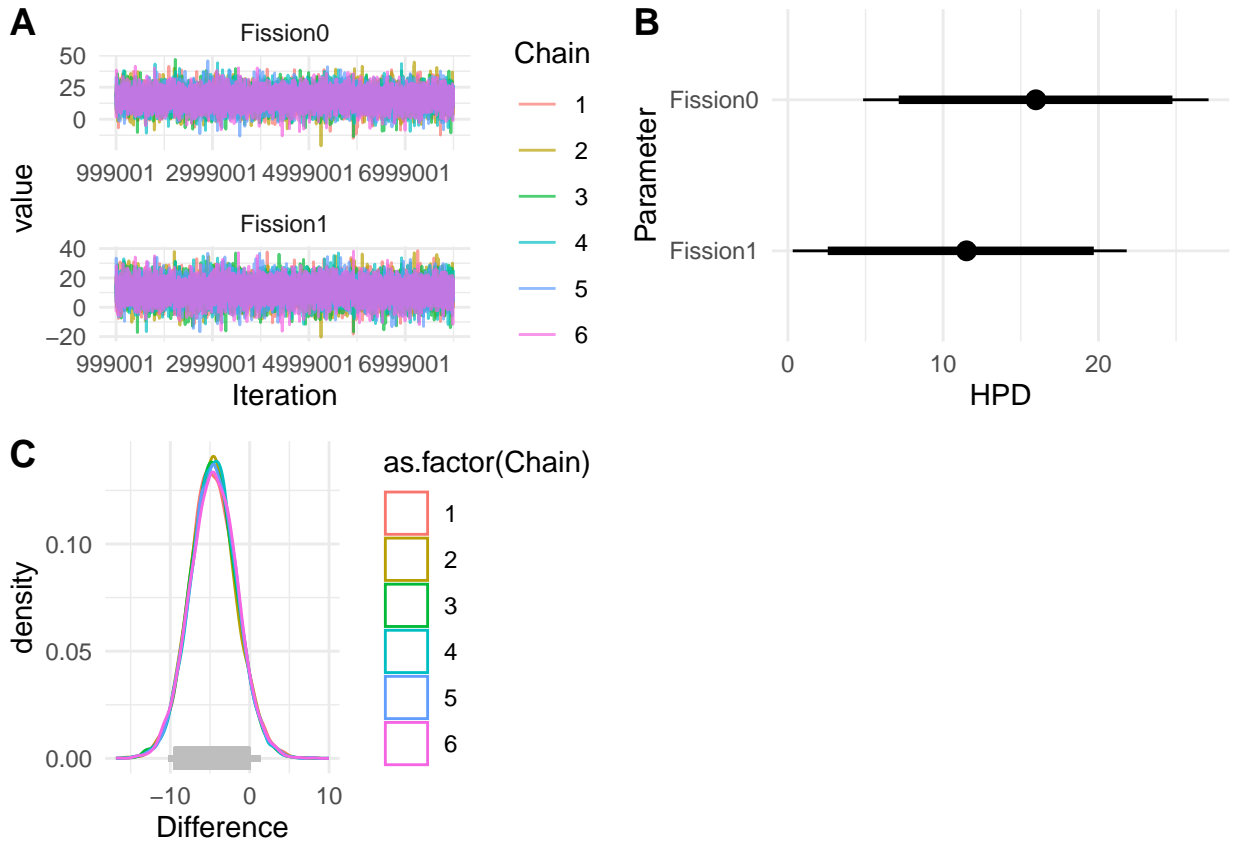 A
Fission0
50
25
0
999001 2999001 4999001 6999001
Fission1
40
20
0
−20
999001 2999001 4999001 6999001
value
Iteration
Chain
1
2
3
4
5
6
B
Parameter
Fission0
Fission1
0 10 20
HPD
C
density
0.10
0.05
0.00
−10 0 10
Difference
as.factor(Chain)
1
2
3
4
5
6